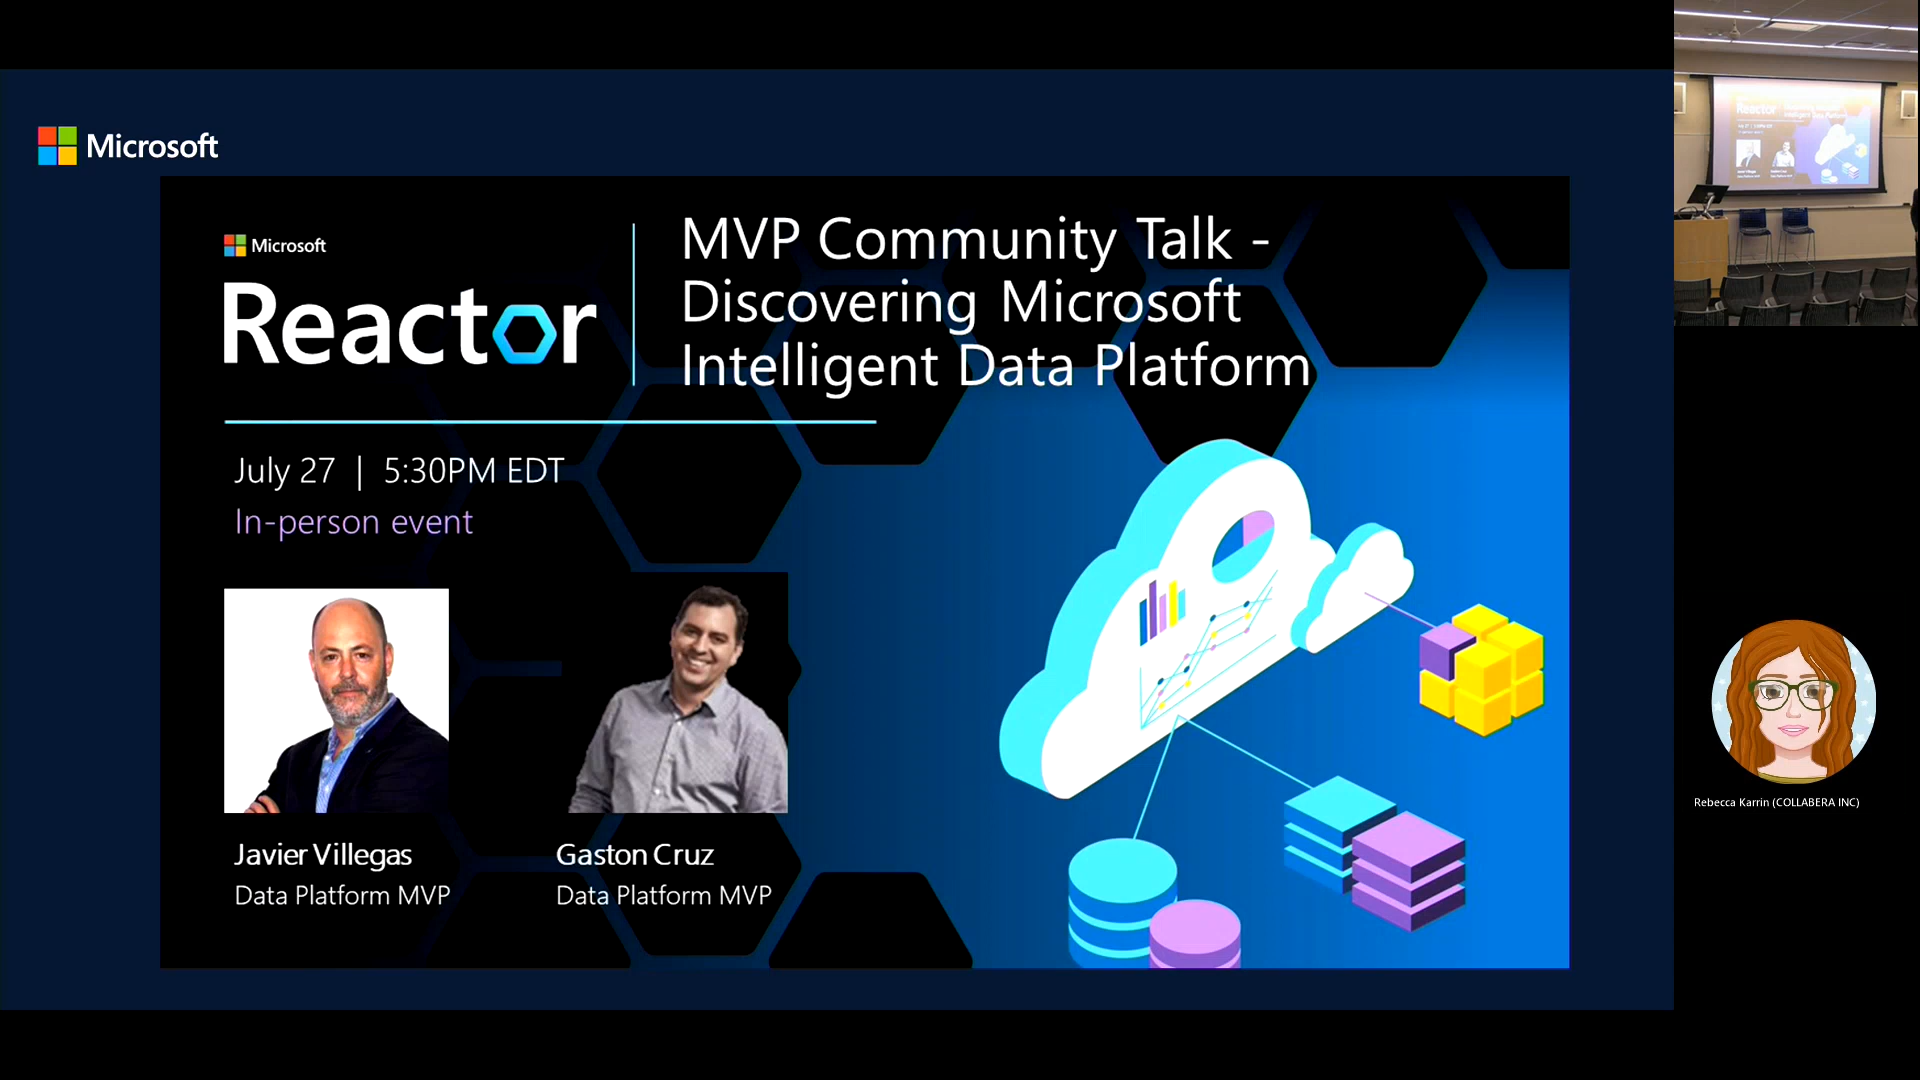 Microsoft
Microsoft
Reactor
MVP Community Talk -
Discovering Microsoft
Intelligent Data Platform
July 27 | 5:30PM EDT
In-person event
Javier Villegas
Data Platform MVP
Gaston Cruz
Data Platform MVP
Reactor
Rebecca Karrin (COLLABERA INC)